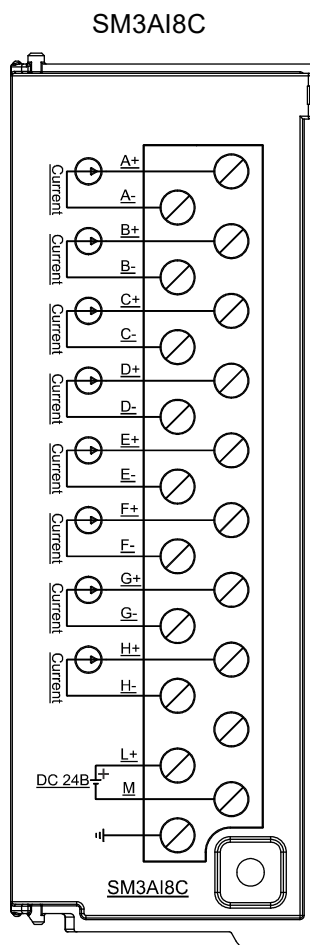 SM3AI8C
A+
Current
A-
B+
Current
B-
C+
Current
C-
D+
Current
D-
E+
Current
E-
F+
Current
F-
G+
Current
G-
H+
Current
H-
L+
DC 24B
+
M
SM3AI8C